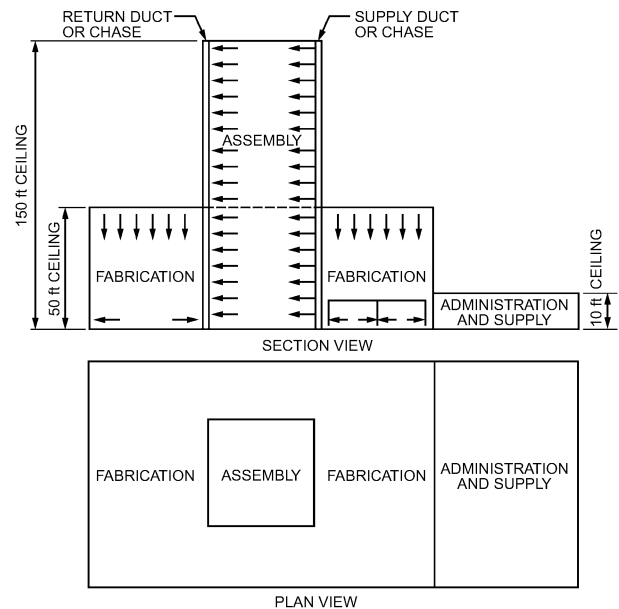 RETURN DUCT
OR CHASE
SUPPLY DUCT
OR CHASE
150 ft CEILING
ASSEMBLY
50 ft CEILING
FABRICATION
FABRICATION
10 ft CEILING
ADMINISTRATION
AND SUPPLY
SECTION VIEW
FABRICATION
ASSEMBLY
FABRICATION
ADMINISTRATION
AND SUPPLY
PLAN VIEW